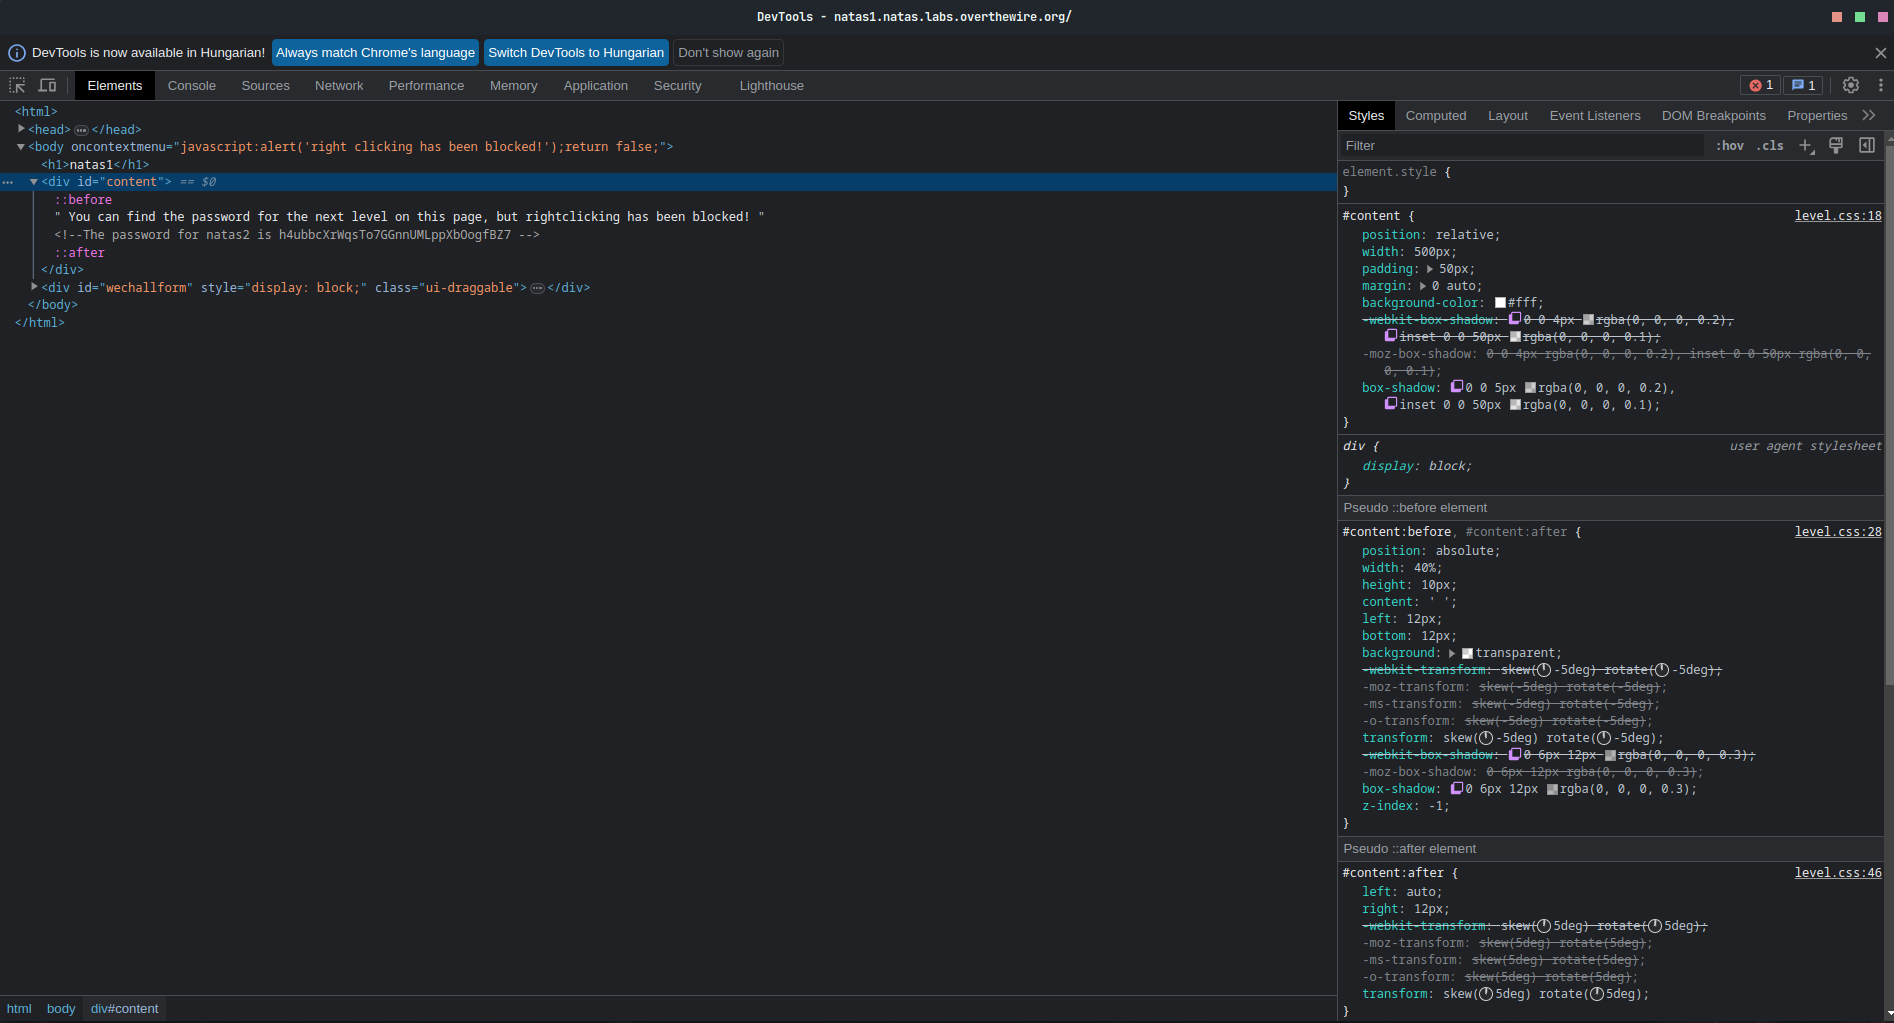 DevTools - natas1.natas.labs.overthewire.org/
DevTools is now available in Hungarian! Always match Chrome's language Switch DevTools to Hungarian Don't show again
Elements Console Sources Network Performance Memory Application Security Lighthouse 1 1
<html>
<head> ••• </head>
<body oncontextmenu="javascript:alert('right clicking has been blocked!');return false;">
<h1>natas1</h1>
••• <div id="content"> == $0
::before
" You can find the password for the next level on this page, but rightclicking has been blocked! "
<!--The password for natas2 is h4ubbcXrWqsTo7GGnnUMLppXbOogfBZ7 -->
::after
</div>
<div id="wechallform" style="display: block;" class="ui-draggable"> ••• </div>
</body>
</html>
html body div#content
Styles Computed Layout Event Listeners DOM Breakpoints Properties
Filter :hov .cls +
element.style {
}
#content { level.css:18
position: relative;
width: 500px;
padding: 50px;
margin: 0 auto;
background-color: #fff;
-webkit-box-shadow: 0 0 4px rgba(0, 0, 0, 0.2),
inset 0 0 50px rgba(0, 0, 0, 0.1);
-moz-box-shadow: 0 0 4px rgba(0, 0, 0, 0.2), inset 0 0 50px rgba(0, 0,
0, 0.1);
box-shadow: 0 0 5px rgba(0, 0, 0, 0.2),
inset 0 0 50px rgba(0, 0, 0, 0.1);
}
div { user agent stylesheet
display: block;
}
Pseudo ::before element
#content:before, #content:after { level.css:28
position: absolute;
width: 40%;
height: 10px;
content: ' ';
left: 12px;
bottom: 12px;
background: transparent;
-webkit-transform: skew(-5deg) rotate(-5deg);
-moz-transform: skew(-5deg) rotate(-5deg);
-ms-transform: skew(-5deg) rotate(-5deg);
-o-transform: skew(-5deg) rotate(-5deg);
transform: skew(-5deg) rotate(-5deg);
-webkit-box-shadow: 0 6px 12px rgba(0, 0, 0, 0.3);
-moz-box-shadow: 0 6px 12px rgba(0, 0, 0, 0.3);
box-shadow: 0 6px 12px rgba(0, 0, 0, 0.3);
z-index: -1;
}
Pseudo ::after element
#content:after { level.css:46
left: auto;
right: 12px;
-webkit-transform: skew(5deg) rotate(5deg);
-moz-transform: skew(5deg) rotate(5deg);
-ms-transform: skew(5deg) rotate(5deg);
-o-transform: skew(5deg) rotate(5deg);
transform: skew(5deg) rotate(5deg);
}